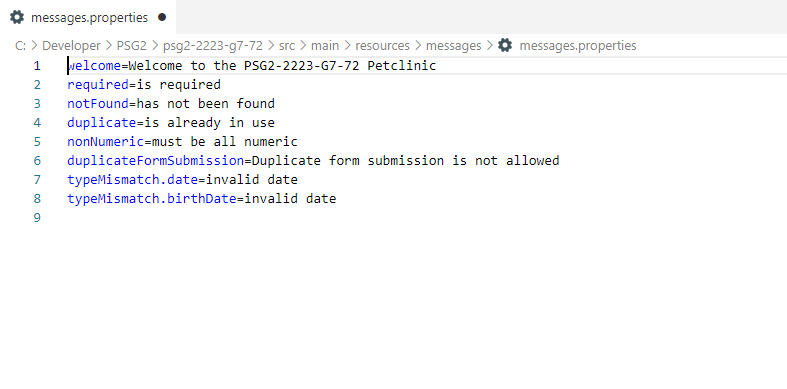 messages.properties
C: > Developer > PSG2 > psg2-2223-g7-72 > src > main > resources > messages > messages.properties
1 welcome=Welcome to the PSG2-2223-G7-72 Petclinic
2 required=is required
3 notFound=has not been found
4 duplicate=is already in use
5 nonNumeric=must be all numeric
6 duplicateFormSubmission=Duplicate form submission is not allowed
7 typeMismatch.date=invalid date
8 typeMismatch.birthDate=invalid date
9